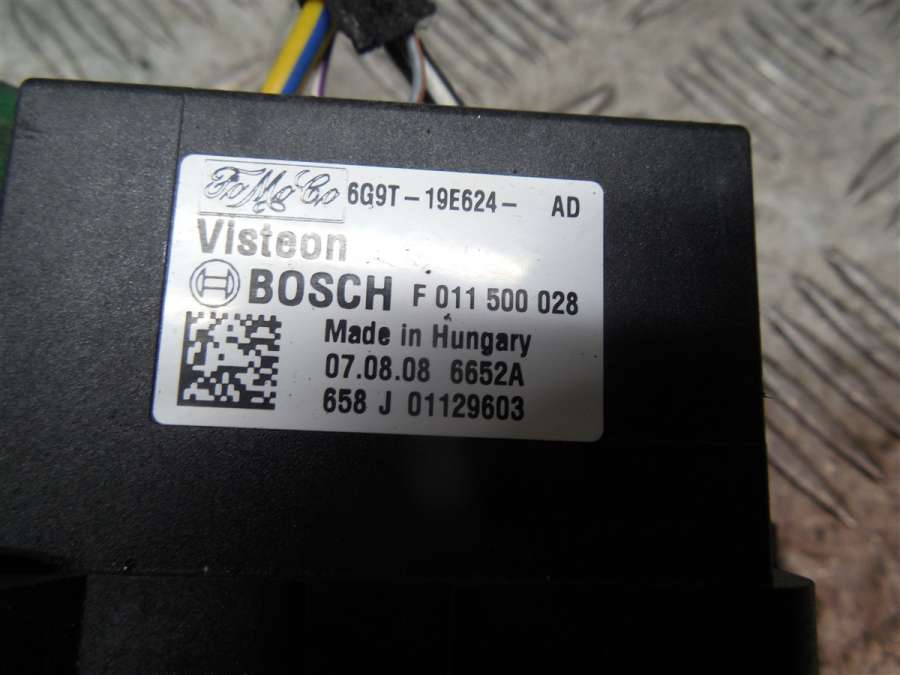 FoMoCo 6G9T-19E624- AD
Visteon
BOSCH F 011 500 028
Made in Hungary
07.08.08 6652A
658 J 01129603